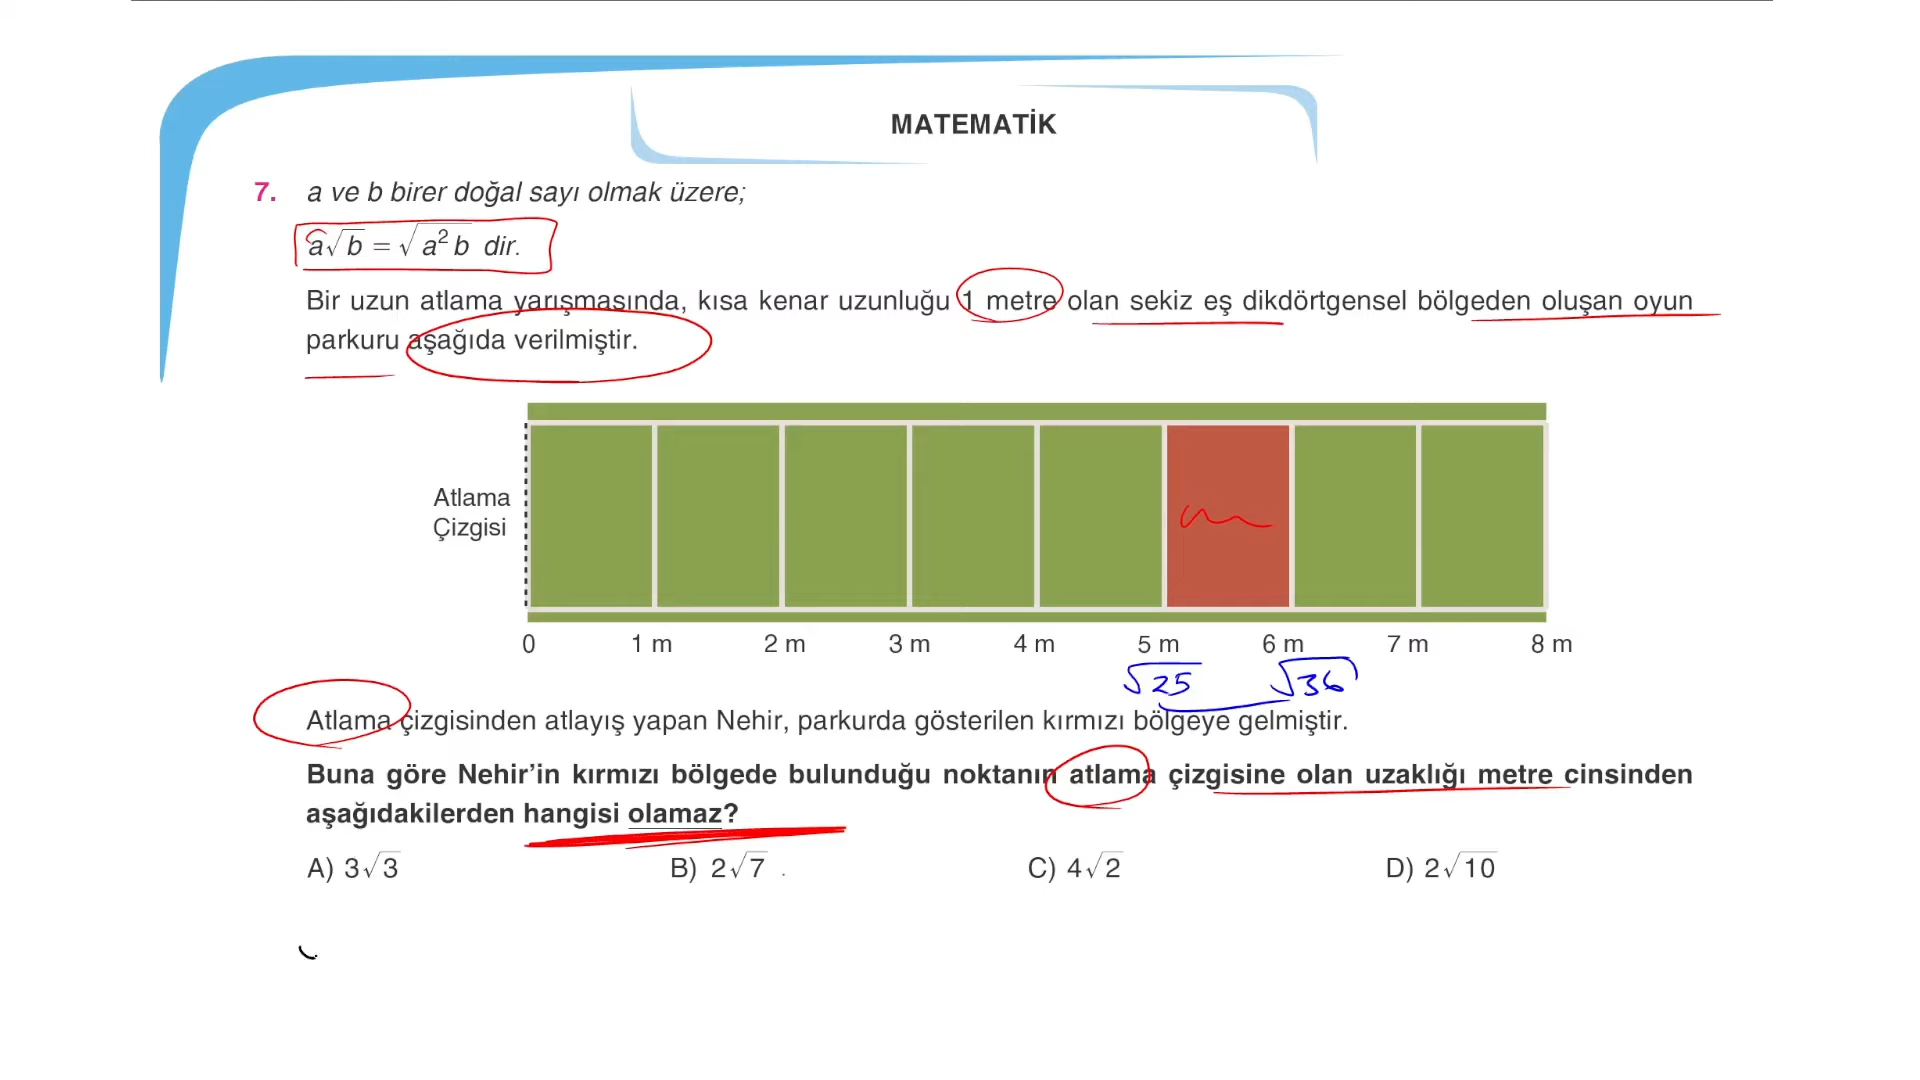 MATEMATİK
7. a ve b birer doğal sayı olmak üzere;
a√b = √a²b dir.
Bir uzun atlama yarışmasında, kısa kenar uzunluğu 1 metre olan sekiz eş dikdörtgensel bölgeden oluşan oyun
parkuru aşağıda verilmiştir.
Atlama
Çizgisi
0 1 m 2 m 3 m 4 m 5 m 6 m 7 m 8 m
√25 √36
Atlama çizgisinden atlayış yapan Nehir, parkurda gösterilen kırmızı bölgeye gelmiştir.
Buna göre Nehir’in kırmızı bölgede bulunduğu noktanın atlama çizgisine olan uzaklığı metre cinsinden
aşağıdakilerden hangisi olamaz?
A) 3√3 B) 2√7 C) 4√2 D) 2√10